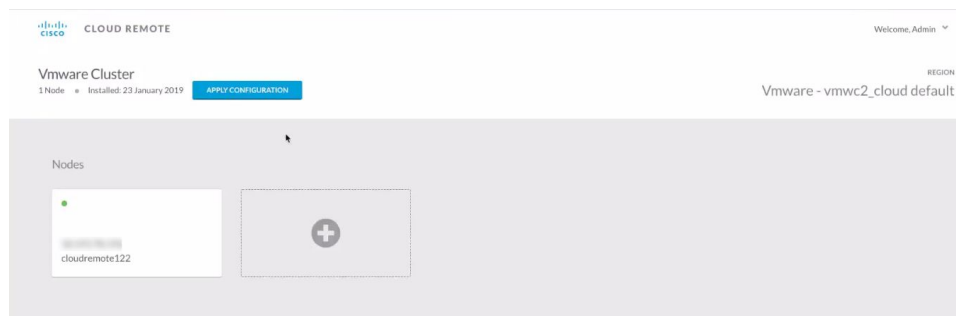 CISCO CLOUD REMOTE
Welcome, Admin
Vmware Cluster
1 Node Installed: 23 January 2019 APPLY CONFIGURATION
REGION
Vmware - vmwc2_cloud default
Nodes
cloudremote122